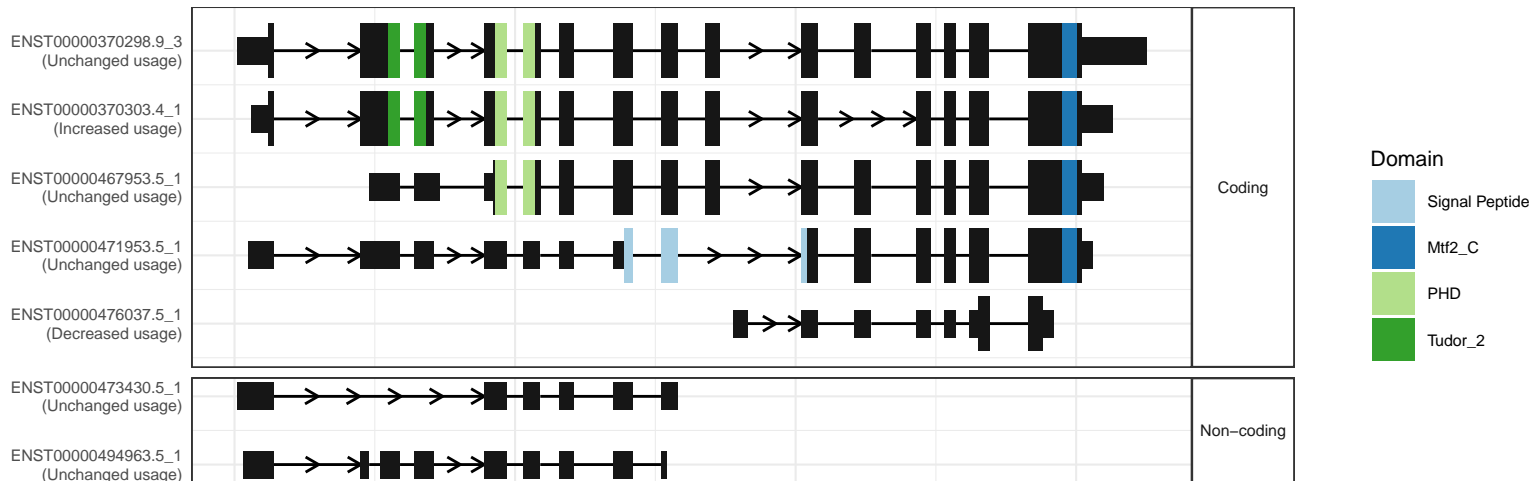 ENST00000370298.9_3
(Unchanged usage)
ENST00000370303.4_1
(Increased usage)
ENST00000467953.5_1
(Unchanged usage)
ENST00000471953.5_1
(Unchanged usage)
ENST00000476037.5_1
(Decreased usage)
Coding
ENST00000473430.5_1
(Unchanged usage)
ENST00000494963.5_1
(Unchanged usage)
Non−coding
Domain
Signal Peptide
Mtf2_C
PHD
Tudor_2